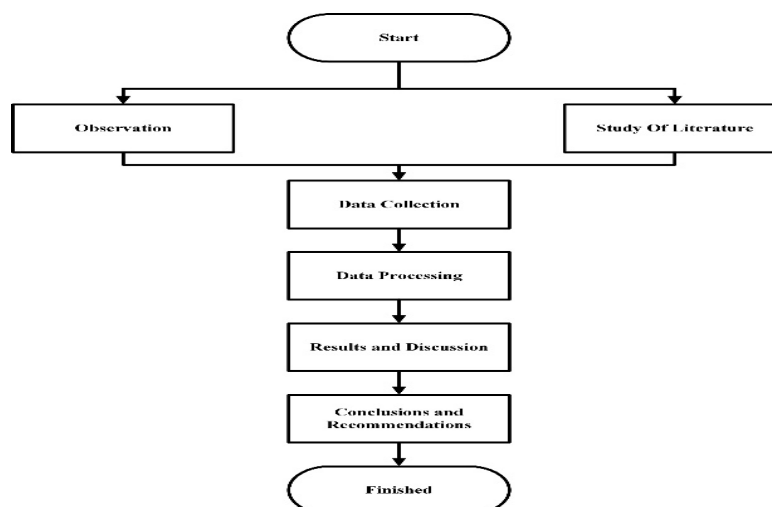 Start
Observation
Study Of Literature
Data Collection
Data Processing
Results and Discussion
Conclusions and
Recommendations
Finished